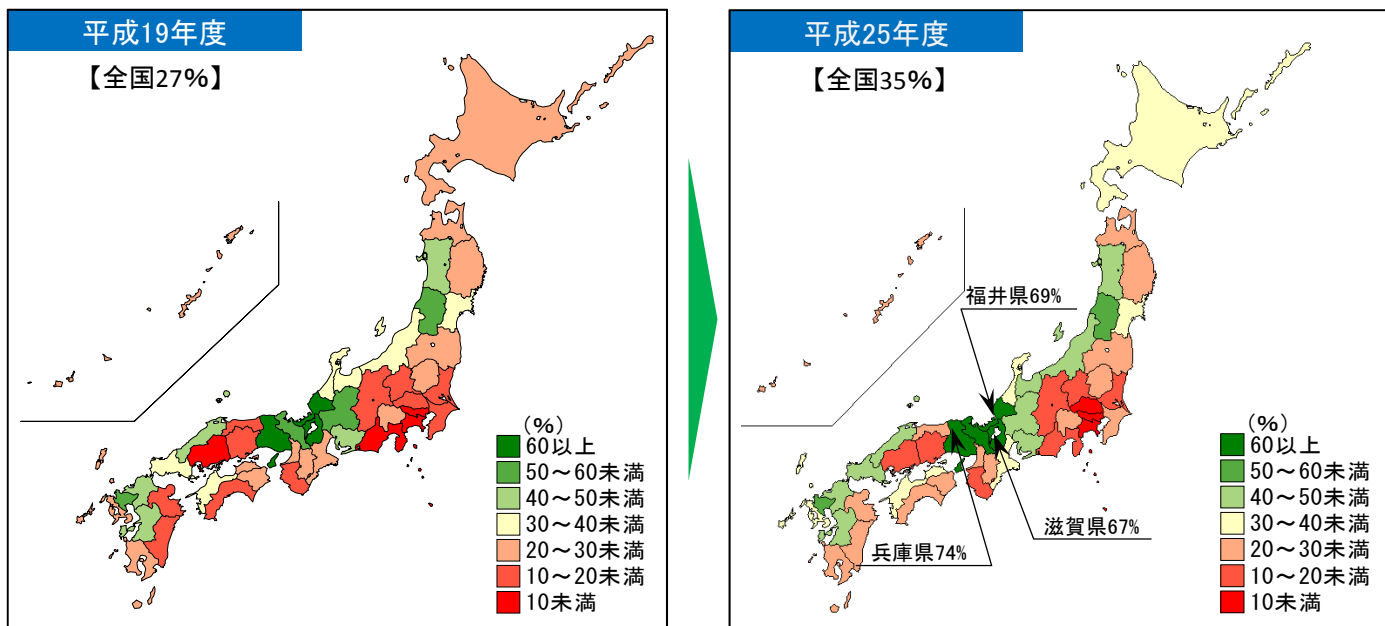 平成19年度
【全国27%】
(%)
60以上
50～60未満
40～50未満
30～40未満
20～30未満
10～20未満
10未満
平成25年度
【全国35%】
福井県69%
滋賀県67%
兵庫県74%
(%)
60以上
50～60未満
40～50未満
30～40未満
20～30未満
10～20未満
10未満